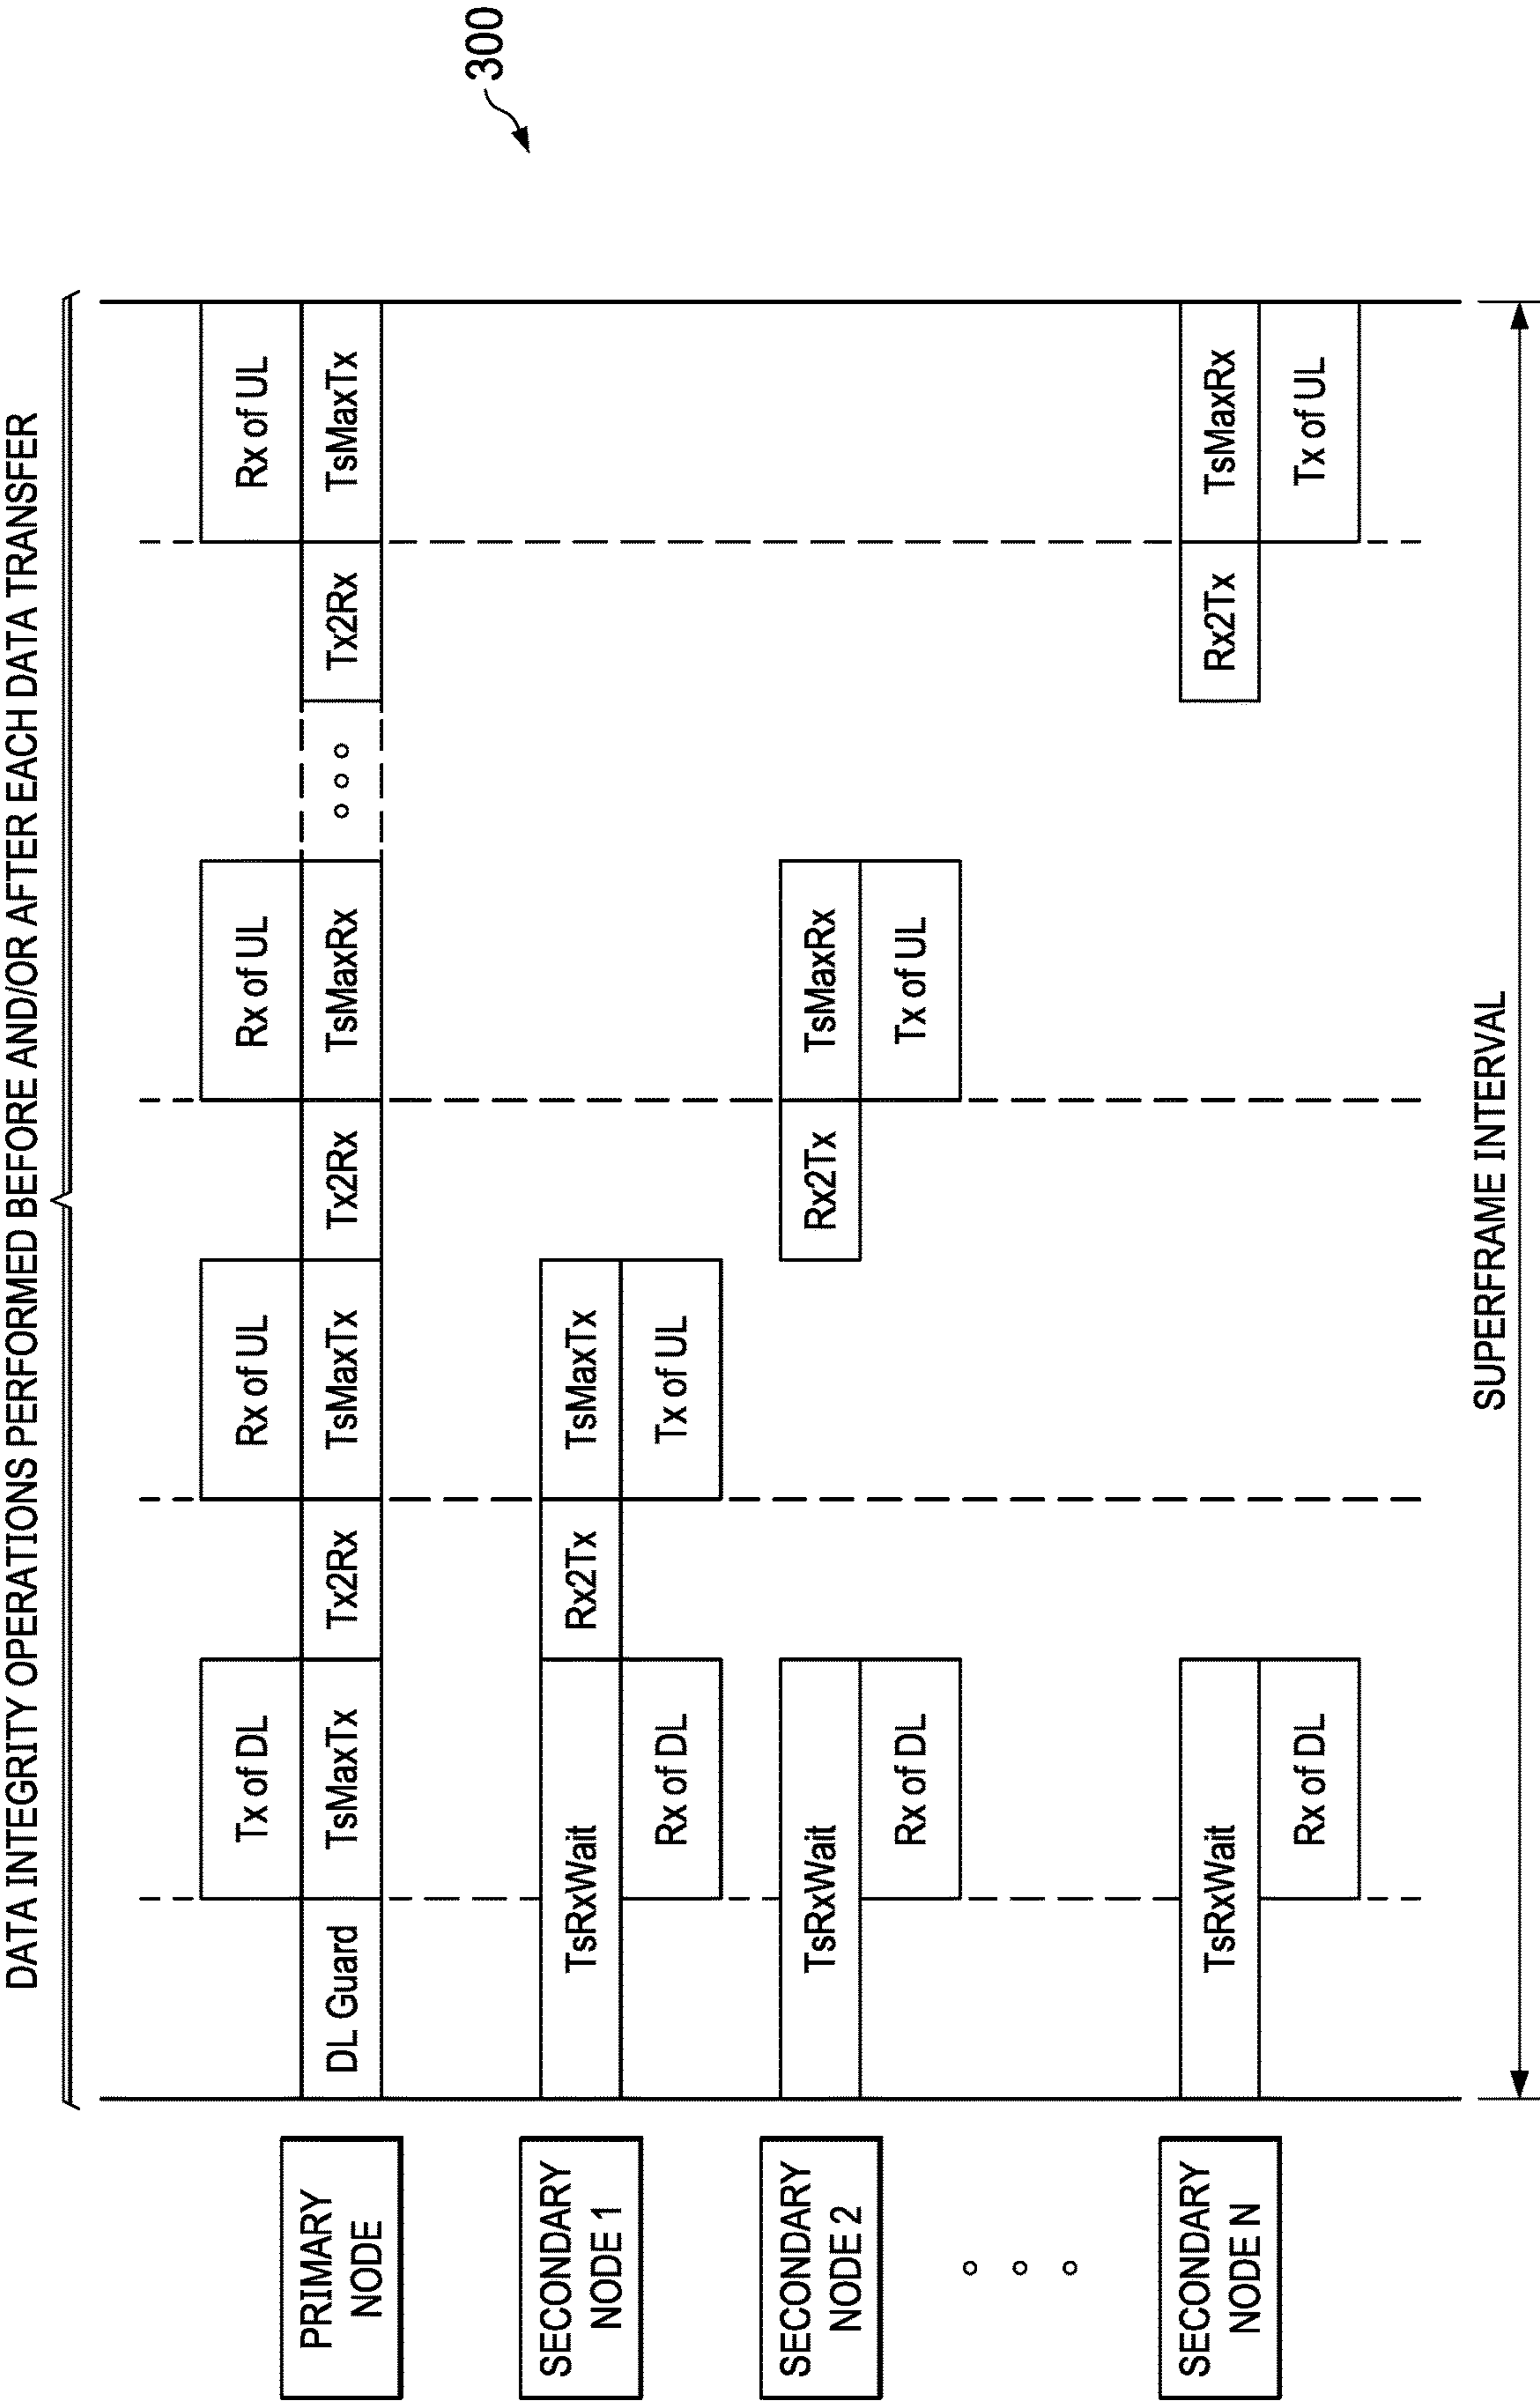 DATA INTEGRITY OPERATIONS PERFORMED BEFORE AND/OR AFTER EACH DATA TRANSFER
300
Tx of DL
Rx of UL
Rx of UL
Rx of UL
PRIMARY
NODE
DL Guard
TsMaxTx
Tx2Rx
TsMaxTx
Tx2Rx
TsMaxRx
Tx2Rx
TsMaxTx
SECONDARY
NODE 1
TsRxWait
Rx2Tx
TsMaxTx
Rx of DL
Tx of UL
SECONDARY
NODE 2
TsRxWait
Rx2Tx
TsMaxRx
Rx of DL
Tx of UL
SECONDARY
NODE N
TsRxWait
Rx2Tx
TsMaxRx
Rx of DL
Tx of UL
SUPERFRAME INTERVAL